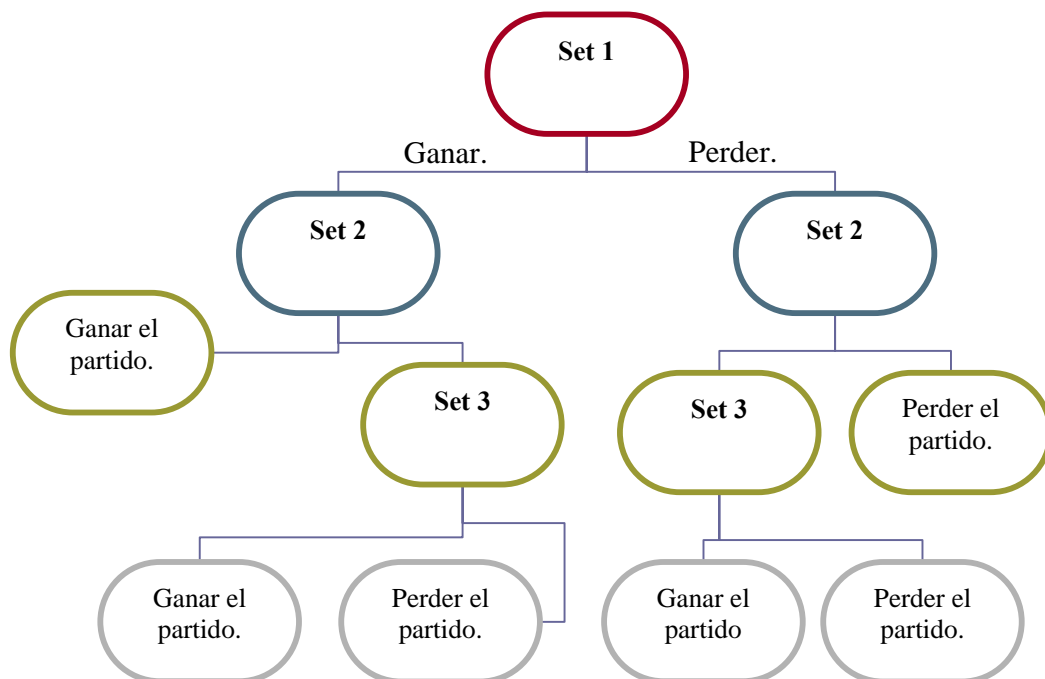 Set 1
Ganar.
Perder.
Set 2
Set 2
Ganar el
partido.
Set 3
Set 3
Perder el
partido.
Ganar el
partido.
Perder el
partido.
Ganar el
partido
Perder el
partido.